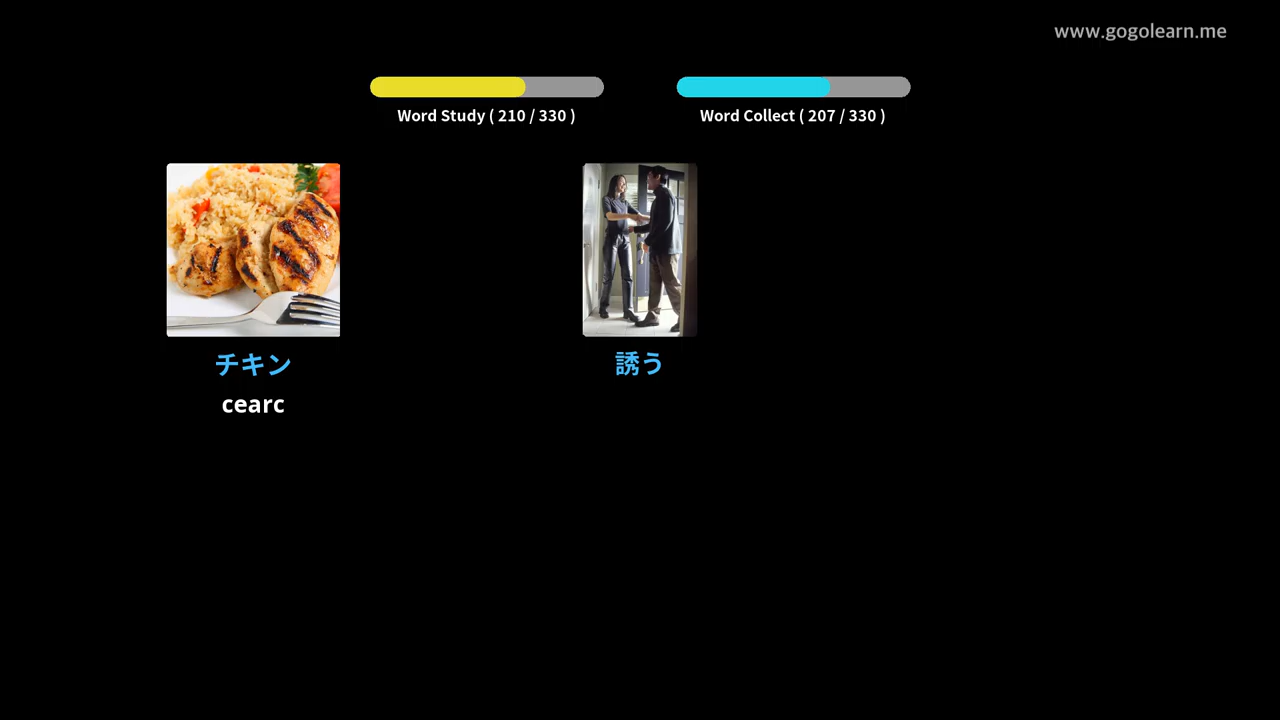 www.gogolearn.me
Word Study ( 210 / 330 )
Word Collect ( 207 / 330 )
チキン
誘う
cearc